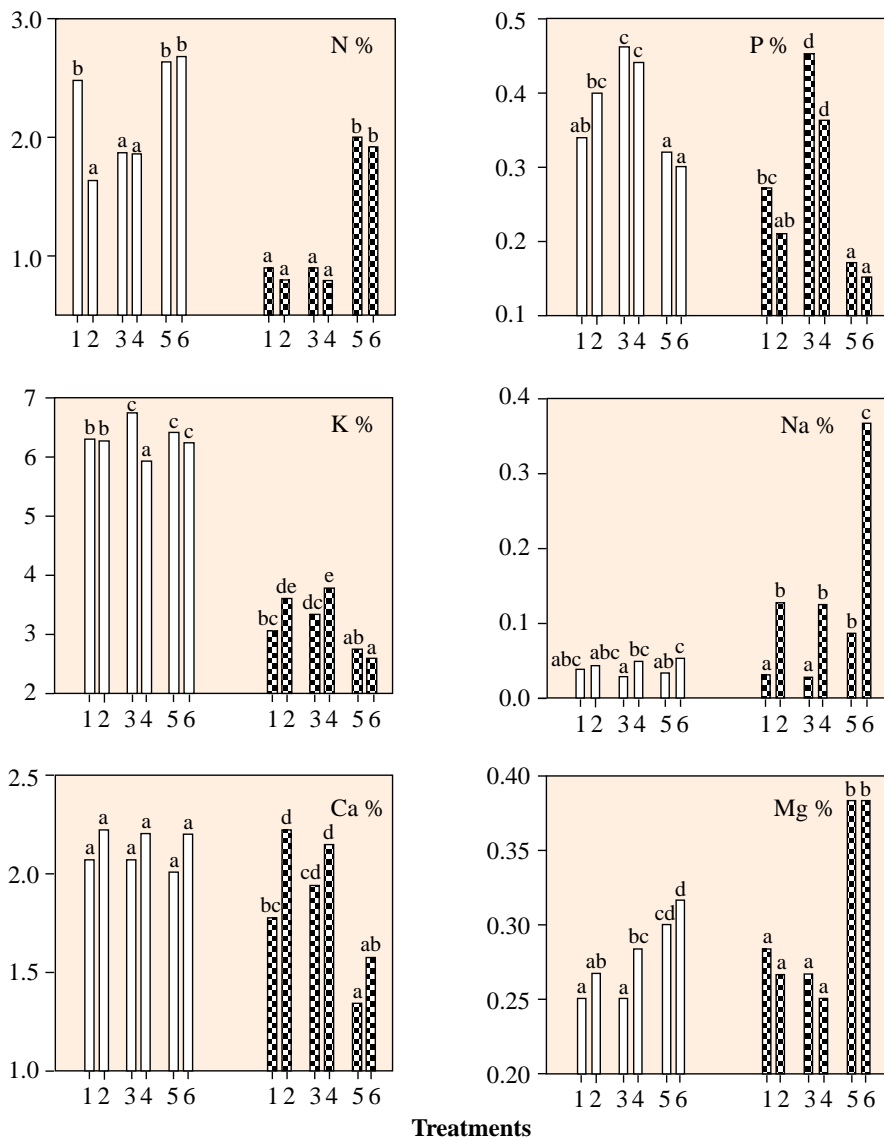 3.0
2.0
1.0
N %
b
a
a
a
b
b
a
a
a
a
b
b
1 2 3 4 5 6 1 2 3 4 5 6
0.5
0.4
0.3
0.2
0.1
P %
ab
bc
c
c
a
a
bc
ab
d
d
a
a
1 2 3 4 5 6 1 2 3 4 5 6
7
6
5
4
3
2
K %
b
b
c
a
c
c
bc
de
dc
e
ab
a
1 2 3 4 5 6 1 2 3 4 5 6
0.4
0.3
0.2
0.1
0.0
Na %
abc
abc
a
bc
ab
c
a
b
a
b
b
c
1 2 3 4 5 6 1 2 3 4 5 6
2.5
2.0
1.5
1.0
Ca %
a
a
a
a
a
a
bc
d
cd
d
a
ab
1 2 3 4 5 6 1 2 3 4 5 6
0.40
0.35
0.30
0.25
0.20
Mg %
a
ab
a
bc
cd
d
a
a
a
a
b
b
1 2 3 4 5 6 1 2 3 4 5 6
Treatments